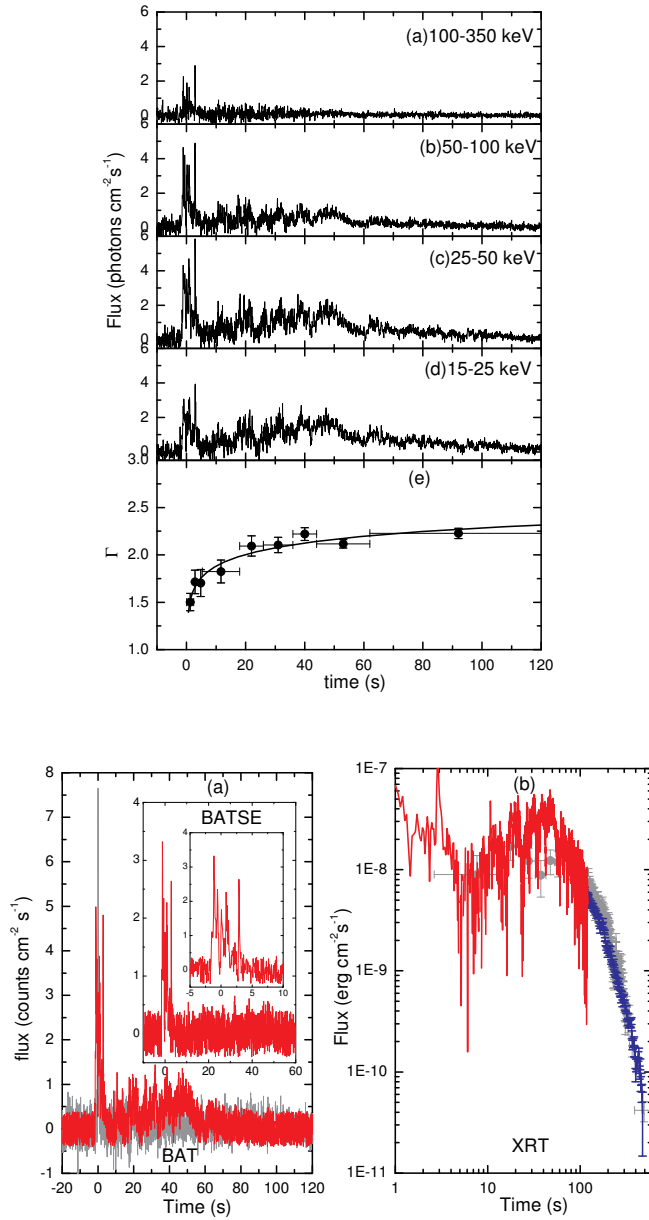 (a)100-350 keV
6
4
2
0
6
(b)50-100 keV
4
2
0
6
(c)25-50 keV
4
2
0
6
(d)15-25 keV
4
2
0
3.0
(e)
2.5
2.0
1.5
1.0
Flux (photons cm⁻²s⁻¹)
Γ
0 20 40 60 80 100 120
time (s)
(a)
BATSE
8
7
6
5
4
3
2
1
0
-1
flux (counts cm⁻² s⁻¹)
4
3
2
1
0
4
3
2
1
0
-5 0 5 10
0 20 40 60
BAT
-20 0 20 40 60 80 100 120
Time (s)
(b)
1E-7
1E-8
1E-9
1E-10
1E-11
Flux (erg cm⁻²s⁻¹)
XRT
1 10 100
Time (s)